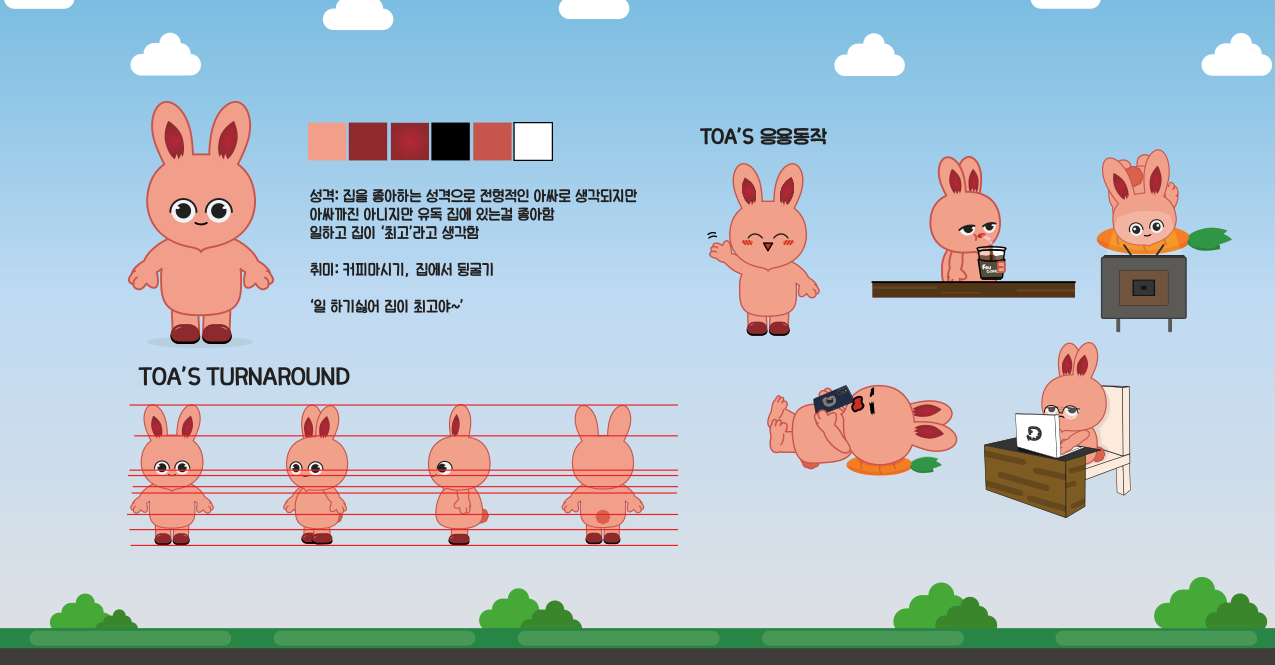 성격: 집을 좋아하는 성격으로 전형적인 아싸로 생각되지만
아싸까진 아니지만 유독 집에 있는걸 좋아함
일하고 집이 '최고'라고 생각함
취미: 커피마시기, 집에서 뒹굴기
'일 하기싫어 집이 최고야~'
TOA'S TURNAROUND
TOA'S 응용동작